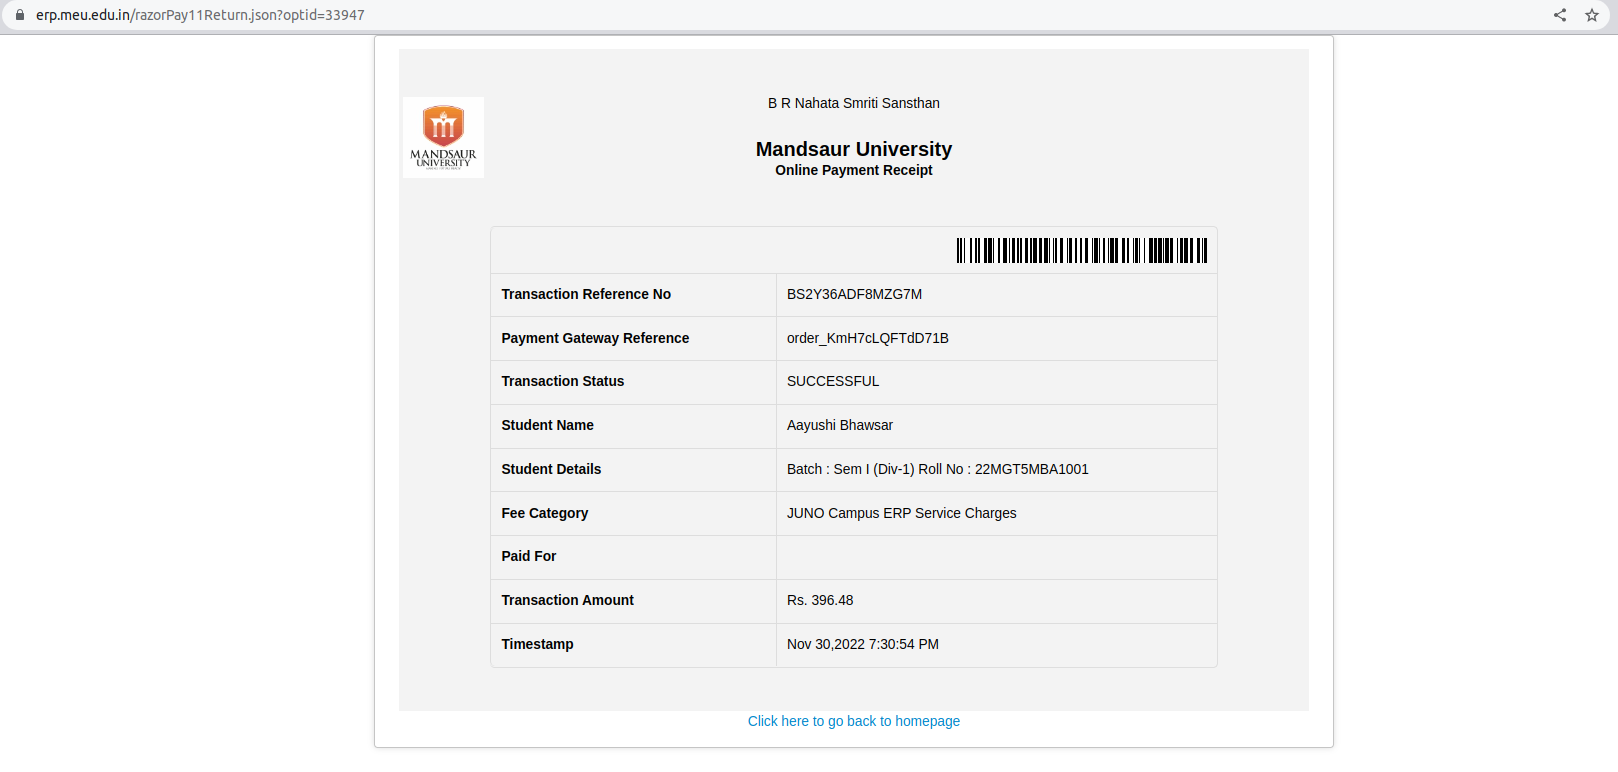 erp.meu.edu.in/razorPay11Return.json?optid=33947
B R Nahata Smriti Sansthan
MANDSAUR
UNIVERSITY
Mandsaur University
Online Payment Receipt
Transaction Reference No BS2Y36ADF8MZG7M
Payment Gateway Reference order_KmH7cLQFTdD71B
Transaction Status SUCCESSFUL
Student Name Aayushi Bhawsar
Student Details Batch : Sem I (Div-1) Roll No : 22MGT5MBA1001
Fee Category JUNO Campus ERP Service Charges
Paid For
Transaction Amount Rs. 396.48
Timestamp Nov 30,2022 7:30:54 PM
Click here to go back to homepage